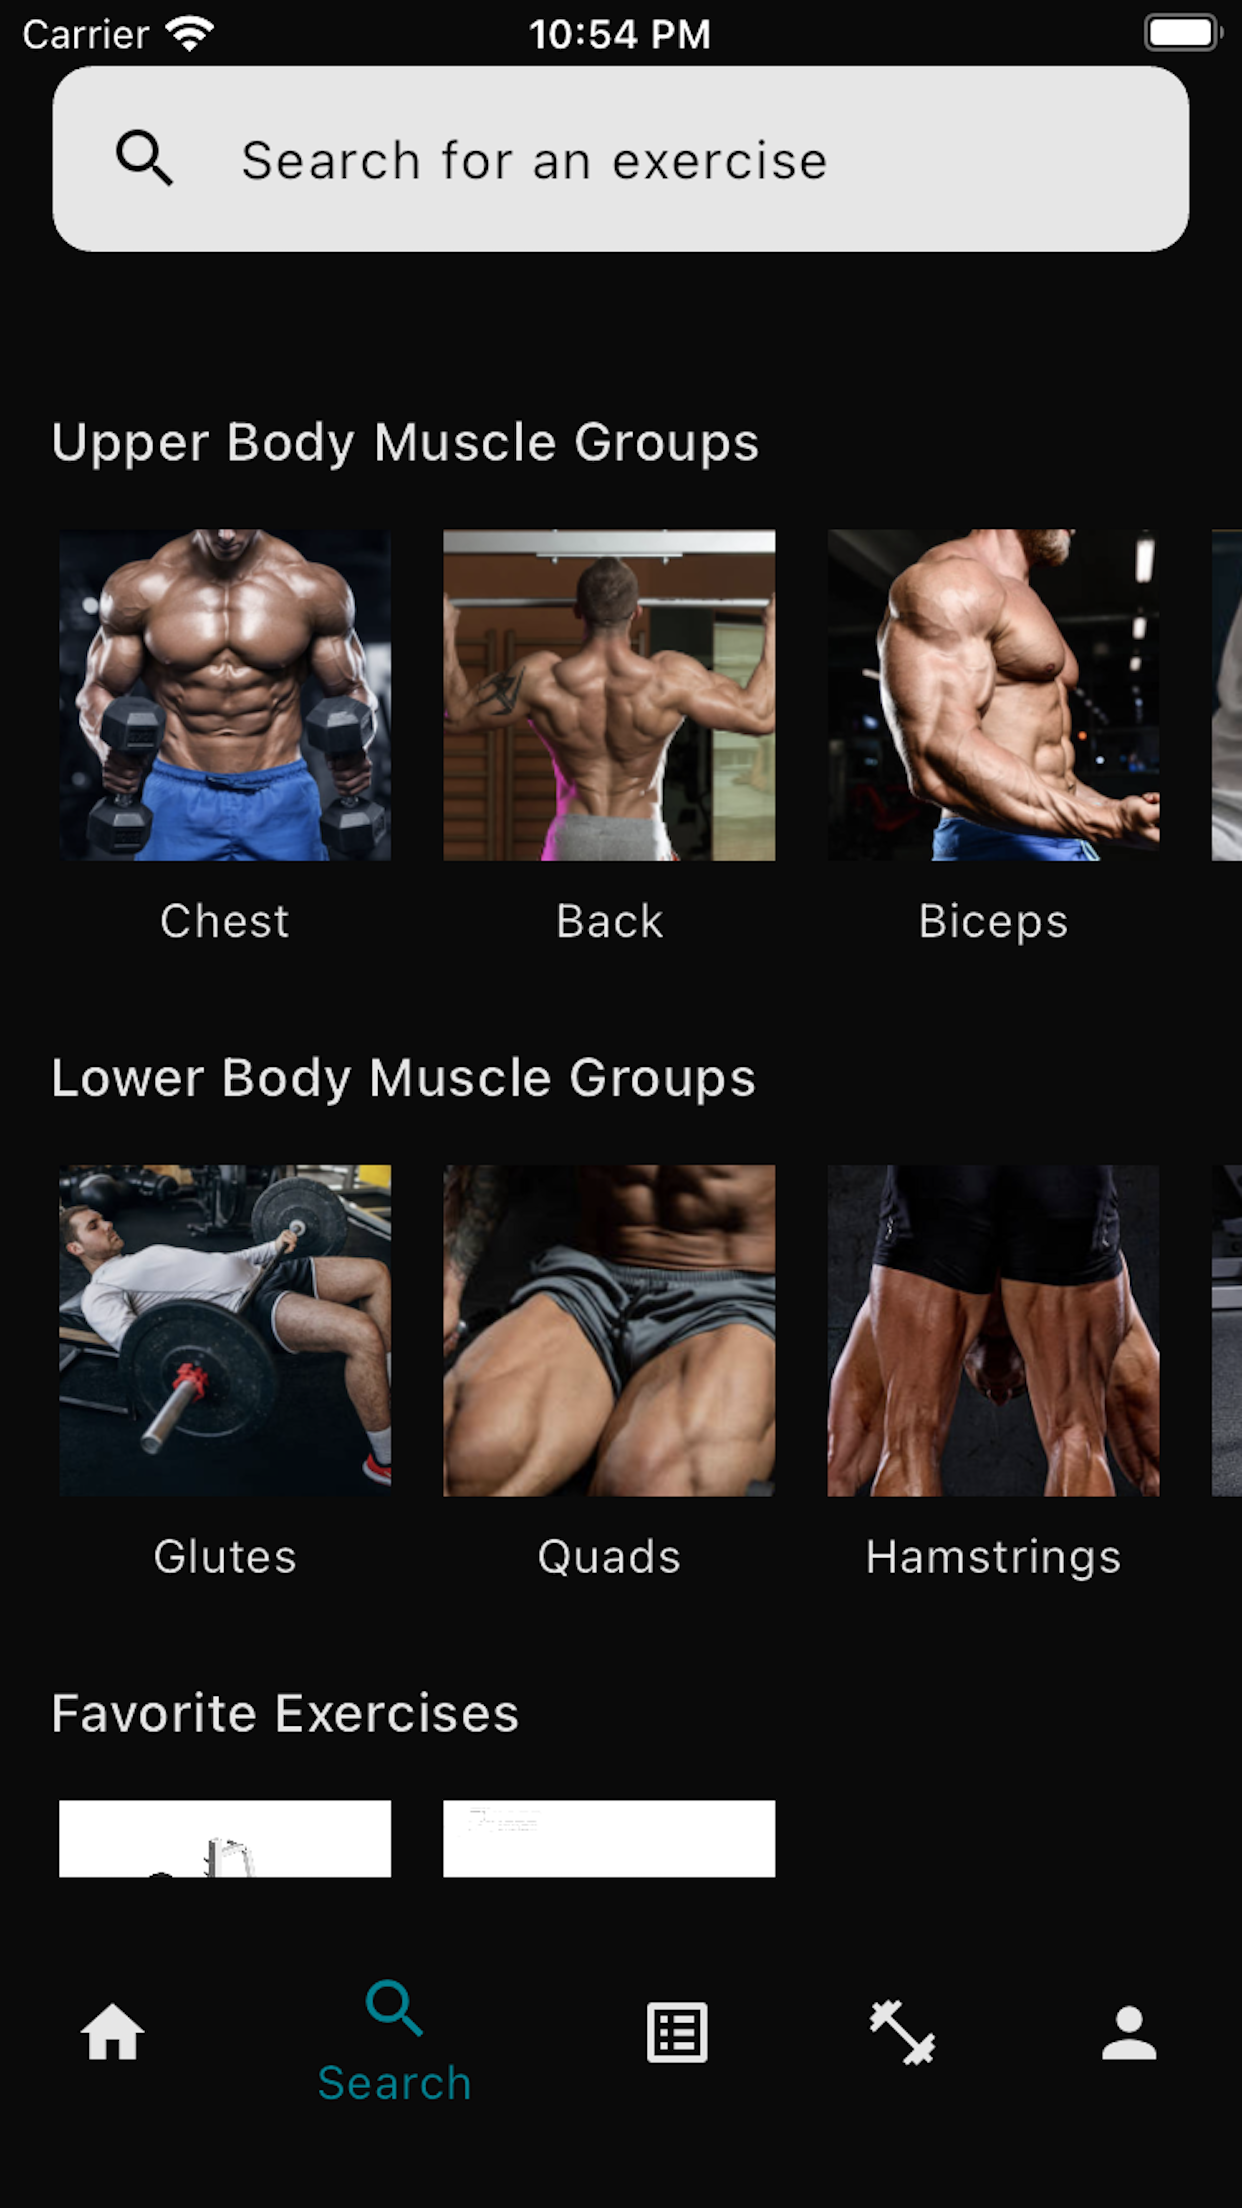 Carrier 10:54 PM
Search for an exercise
Upper Body Muscle Groups
Chest Back Biceps
Lower Body Muscle Groups
Glutes Quads Hamstrings
Favorite Exercises
Search